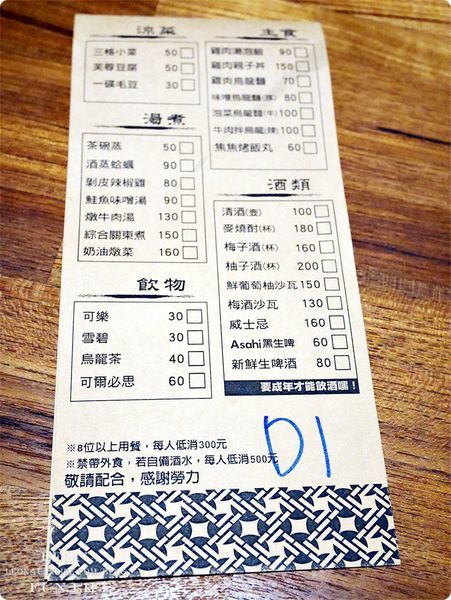 涼菜
三格小菜 50
芙蓉豆腐 50
一碟毛豆 30
湯煮
茶碗蒸 50
酒蒸蛤蠣 90
剝皮辣椒雞 80
鮭魚味噌湯 90
燉牛肉湯 130
綜合關東煮 150
奶油燉菜 160
飲物
可樂 30
雪碧 30
烏龍茶 40
可爾必思 60
主食
雞肉湯泡飯 90
雞肉親子丼 150
雞肉烏龍麵 70
味噌烏龍麵(豚) 80
泡菜烏龍麵(牛) 100
牛肉拌烏龍(辣) 100
焦焦烤飯丸 60
酒類
清酒(壺) 100
麥燒酎(杯) 180
梅子酒(杯) 160
柚子酒(杯) 200
鮮葡萄柚沙瓦 150
梅酒沙瓦 130
威士忌 160
Asahi黑生啤 60
新鮮生啤酒 80
要成年才能飲酒嘿！
D1
※8位以上用餐，每人低消300元
※禁帶外食，若自備酒水，每人低消500元
敬請配合，感謝勞力